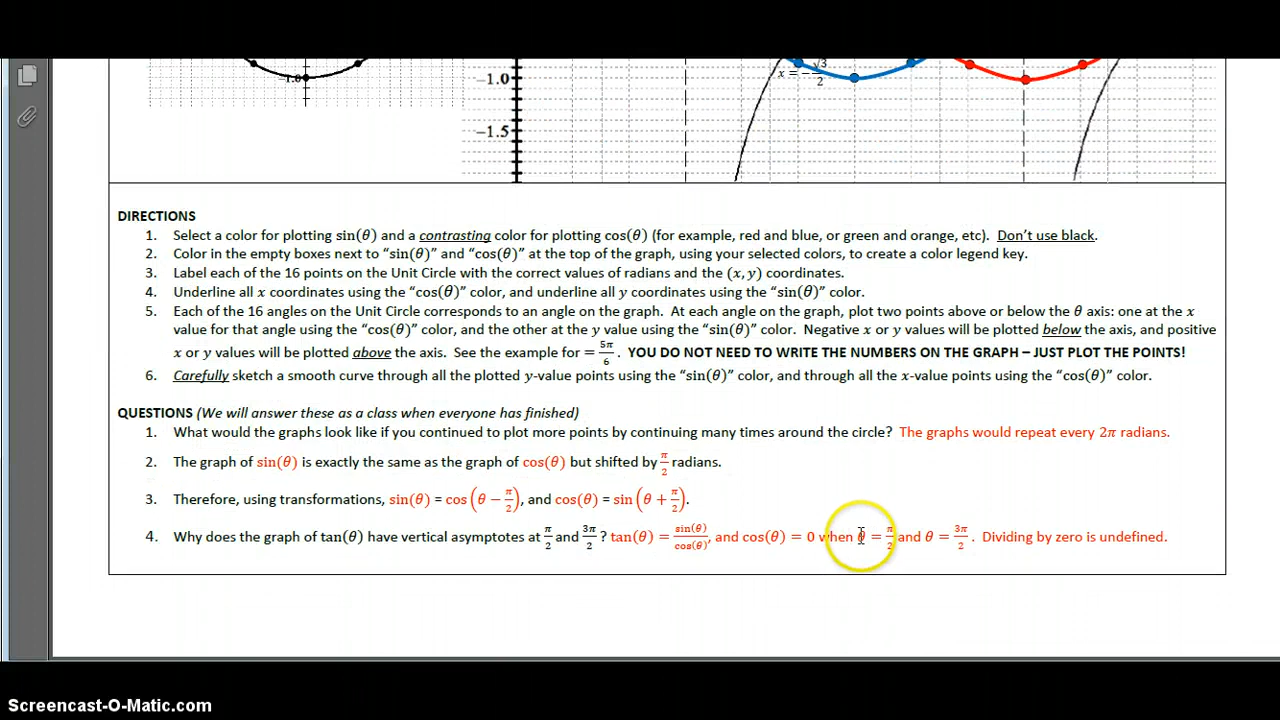 −1.0
−1.0
x = −√3/2
−1.5
DIRECTIONS
1. Select a color for plotting sin(θ) and a contrasting color for plotting cos(θ) (for example, red and blue, or green and orange, etc). Don't use black.
2. Color in the empty boxes next to “sin(θ)” and “cos(θ)” at the top of the graph, using your selected colors, to create a color legend key.
3. Label each of the 16 points on the Unit Circle with the correct values of radians and the (x, y) coordinates.
4. Underline all x coordinates using the “cos(θ)” color, and underline all y coordinates using the “sin(θ)” color.
5. Each of the 16 angles on the Unit Circle corresponds to an angle on the graph. At each angle on the graph, plot two points above or below the θ axis: one at the x
value for that angle using the “cos(θ)” color, and the other at the y value using the “sin(θ)” color. Negative x or y values will be plotted below the axis, and positive
x or y values will be plotted above the axis. See the example for = 5π/6 . YOU DO NOT NEED TO WRITE THE NUMBERS ON THE GRAPH – JUST PLOT THE POINTS!
6. Carefully sketch a smooth curve through all the plotted y-value points using the “sin(θ)” color, and through all the x-value points using the “cos(θ)” color.
QUESTIONS (We will answer these as a class when everyone has finished)
1. What would the graphs look like if you continued to plot more points by continuing many times around the circle? The graphs would repeat every 2π radians.
2. The graph of sin(θ) is exactly the same as the graph of cos(θ) but shifted by π/2 radians.
3. Therefore, using transformations, sin(θ) = cos(θ − π/2), and cos(θ) = sin(θ + π/2).
4. Why does the graph of tan(θ) have vertical asymptotes at π/2 and 3π/2 ? tan(θ) = sin(θ)/cos(θ), and cos(θ) = 0 when θ = π/2 and θ = 3π/2 . Dividing by zero is undefined.
Screencast-O-Matic.com